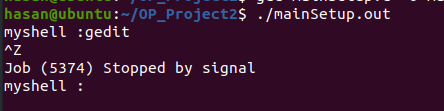 hasan@ubuntu:~/OP_Project2$ ./mainSetup.out
myshell :gedit
^Z
Job (5374) Stopped by signal
myshell :